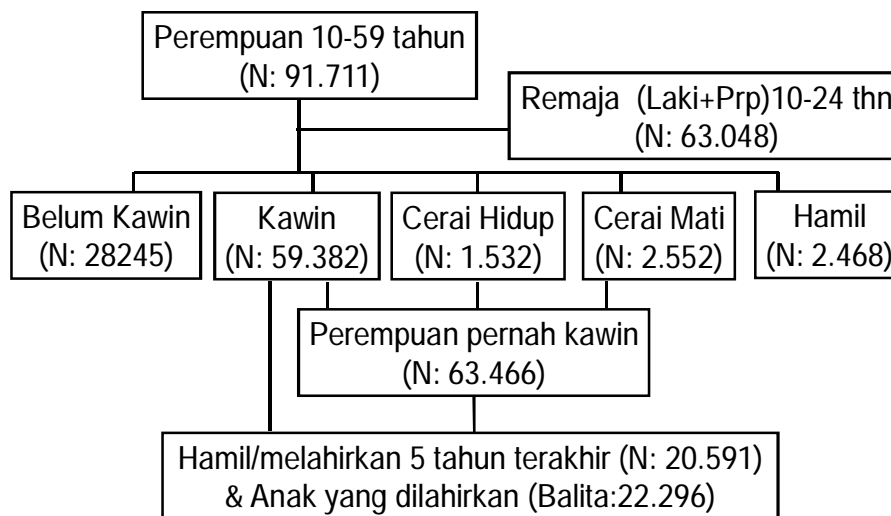 Perempuan 10-59 tahun
(N: 91.711)
Remaja (Laki+Prp)10-24 thn
(N: 63.048)
Belum Kawin
(N: 28245)
Kawin
(N: 59.382)
Cerai Hidup
(N: 1.532)
Cerai Mati
(N: 2.552)
Hamil
(N: 2.468)
Perempuan pernah kawin
(N: 63.466)
Hamil/melahirkan 5 tahun terakhir (N: 20.591)
& Anak yang dilahirkan (Balita:22.296)